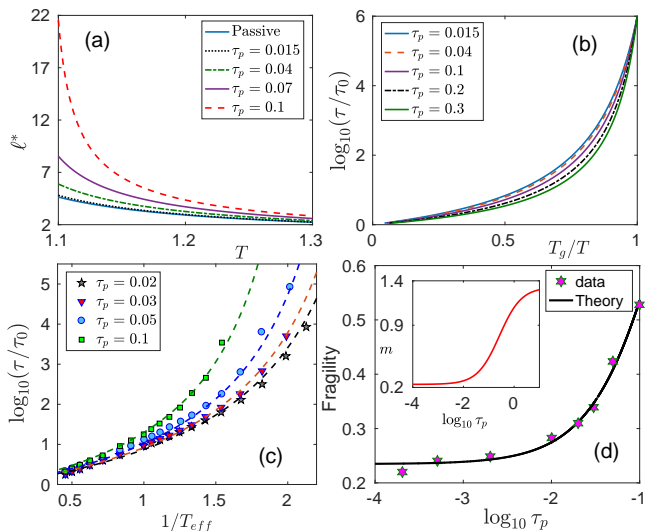 (a)
Passive
τp = 0.015
τp = 0.04
τp = 0.07
τp = 0.1
22
17
12
7
2
ℓ*
1.1
1.2
1.3
T
(b)
τp = 0.015
τp = 0.04
τp = 0.1
τp = 0.2
τp = 0.3
6
4
2
0
log10(τ/τ0)
0
0.5
1
Tg/T
(c)
τp = 0.02
τp = 0.03
τp = 0.05
τp = 0.1
5
4
3
2
1
0
log10(τ/τ0)
0.5
1
1.5
2
1/Teff
(d)
data
Theory
0.6
0.5
0.4
0.3
0.2
Fragility
-4
-3
-2
-1
log10 τp
1.4
0.9
m
0.2
-4
-2
0
log10 τp